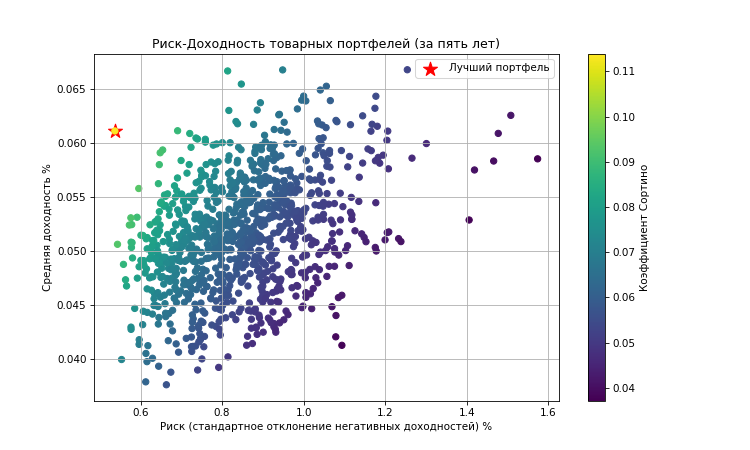 Риск-Доходность товарных портфелей (за пять лет)
Лучший портфель
Средняя доходность %
0.065
0.060
0.055
0.050
0.045
0.040
0.6 0.8 1.0 1.2 1.4 1.6
Риск (стандартное отклонение негативных доходностей) %
0.11
0.10
0.09
0.08
0.07
0.06
0.05
0.04
Коэффициент Сортино